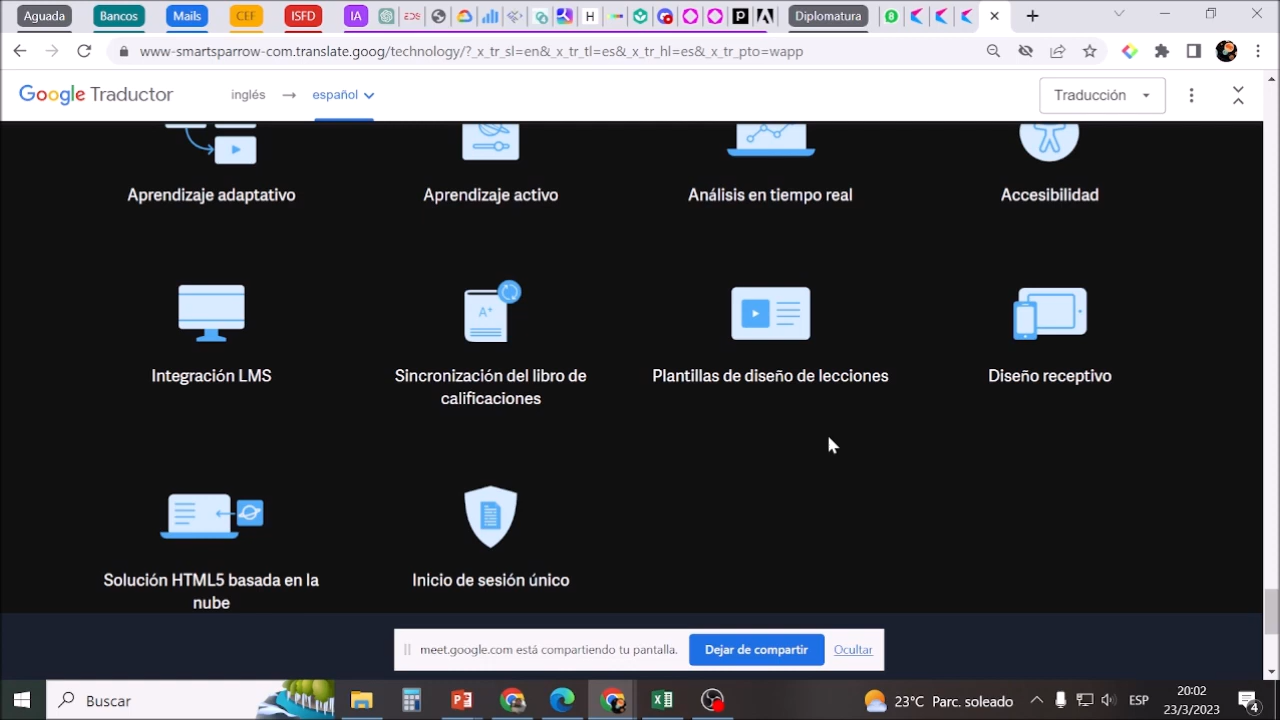 Aguada
Bancos
Mails
CEF
ISFD
IA
Diplomatura
www-smartsparrow-com.translate.goog/technology/?_x_tr_sl=en&_x_tr_tl=es&_x_tr_hl=es&_x_tr_pto=wapp
Google Traductor
inglés
español
Traducción
Aprendizaje adaptativo
Aprendizaje activo
Análisis en tiempo real
Accesibilidad
A+
Integración LMS
Sincronización del libro de
calificaciones
Plantillas de diseño de lecciones
Diseño receptivo
Solución HTML5 basada en la
nube
Inicio de sesión único
meet.google.com está compartiendo tu pantalla.
Dejar de compartir
Ocultar
Buscar
23°C Parc. soleado
ESP
20:02
23/3/2023
4